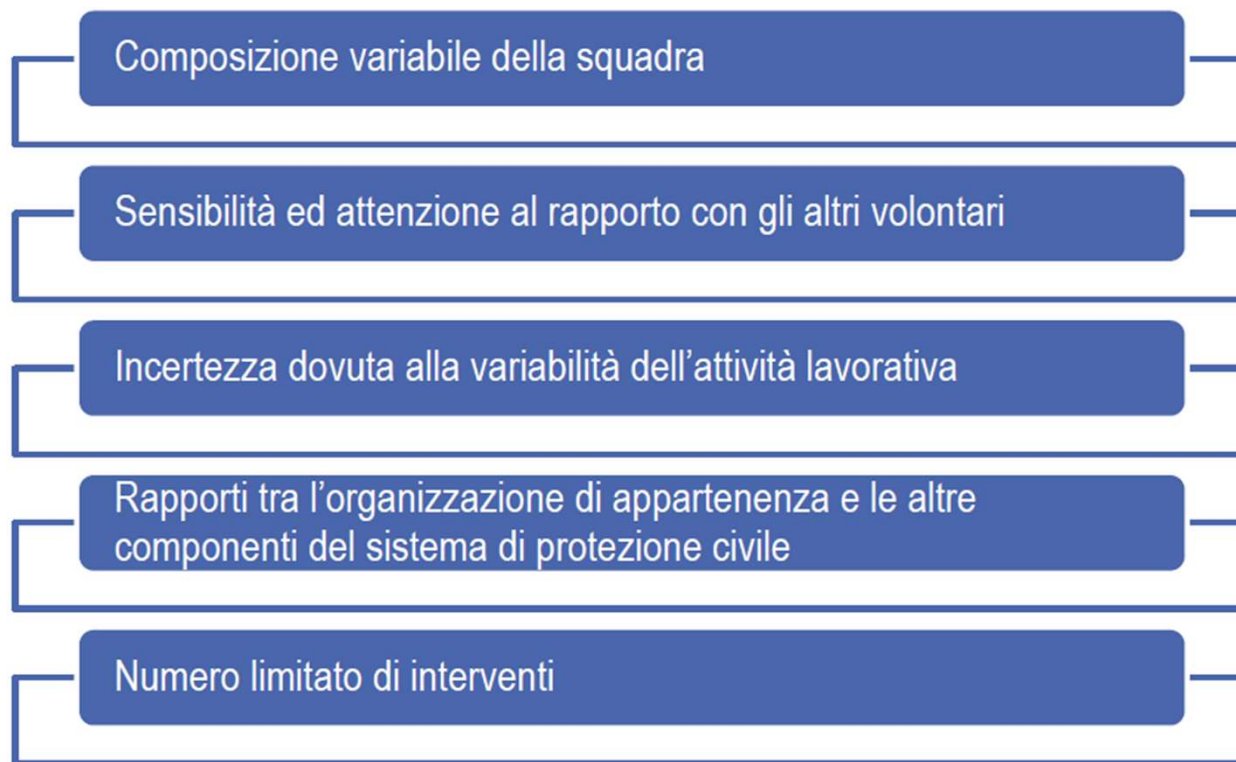 Composizione variabile della squadra
Sensibilità ed attenzione al rapporto con gli altri volontari
Incertezza dovuta alla variabilità dell’attività lavorativa
Rapporti tra l’organizzazione di appartenenza e le altre
componenti del sistema di protezione civile
Numero limitato di interventi